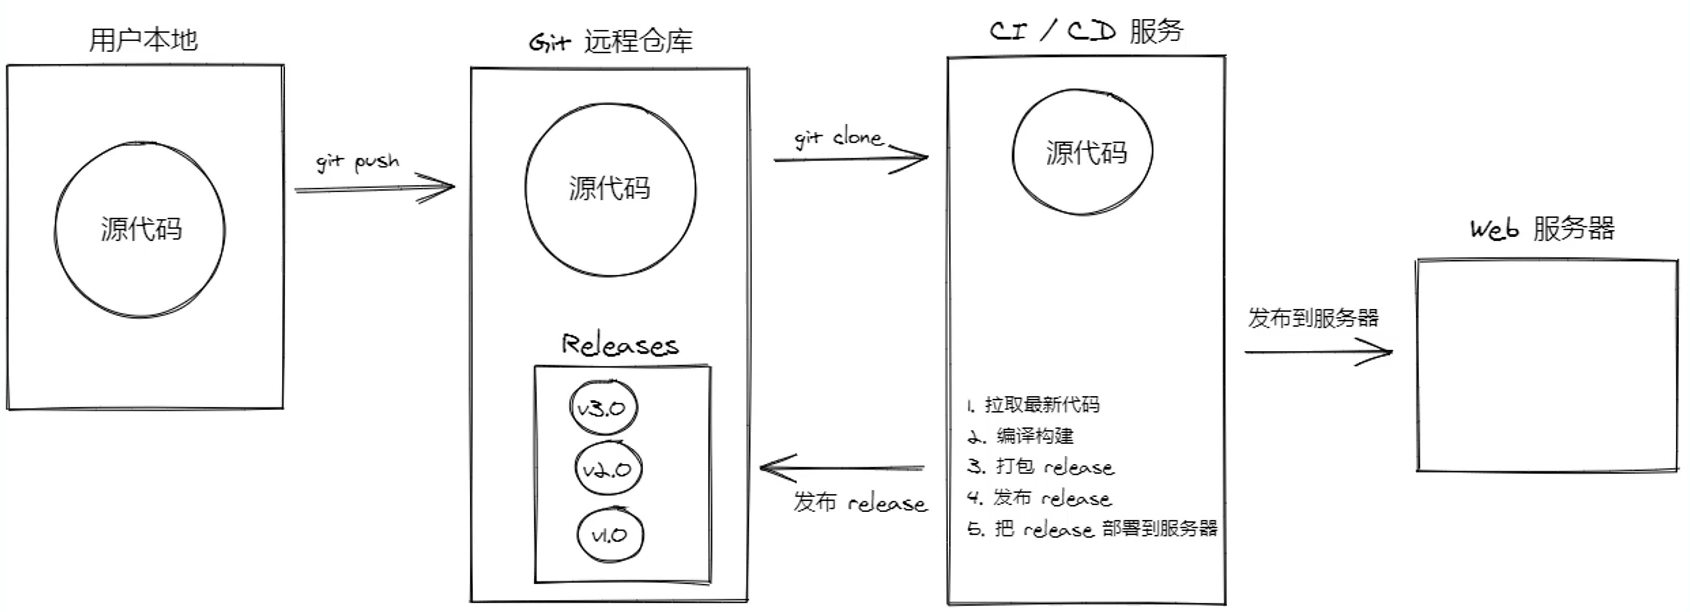 用户本地
源代码
git push
Git 远程仓库
源代码
Releases
v3.0
v2.0
v1.0
git clone
发布 release
CI / CD 服务
源代码
1. 拉取最新代码
2. 编译构建
3. 打包 release
4. 发布 release
5. 把 release 部署到服务器
发布到服务器
Web 服务器